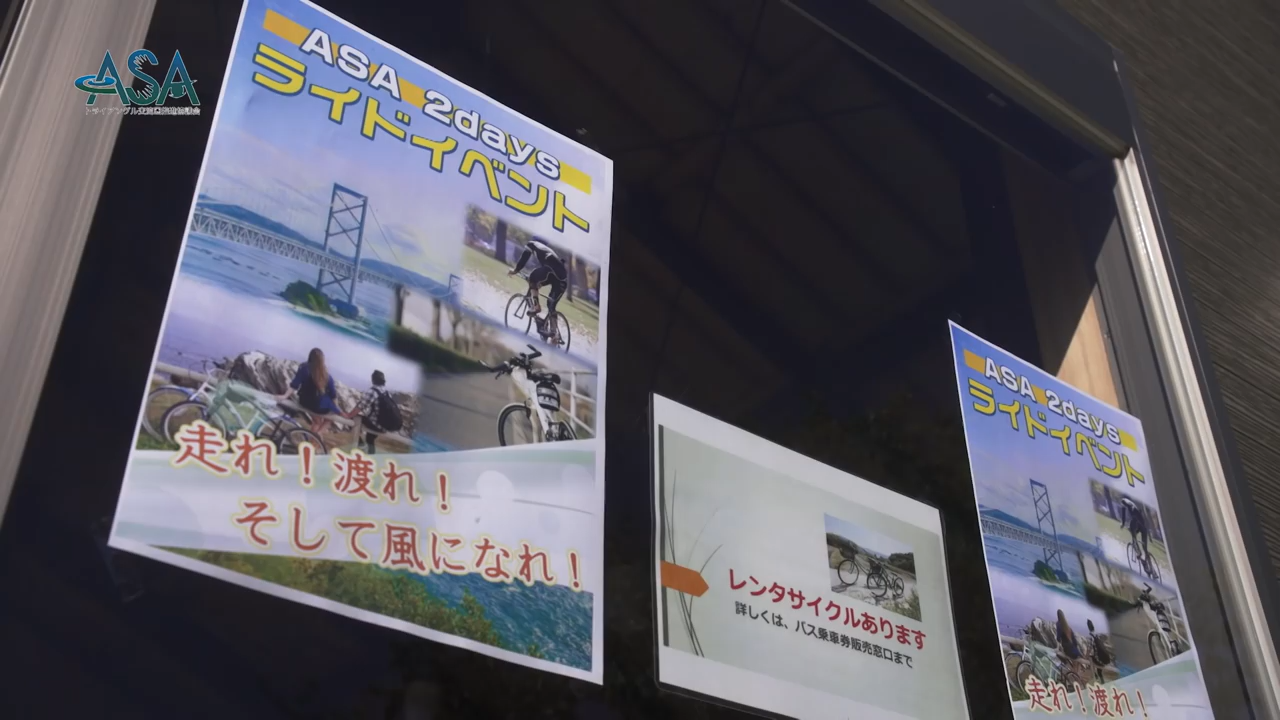 ASA
ASA 2days
ライドイベント
走れ！渡れ！
そして風になれ！
レンタサイクルあります
詳しくは、バス乗車券販売窓口まで
ASA 2days
ライドイベント
走れ！渡れ！